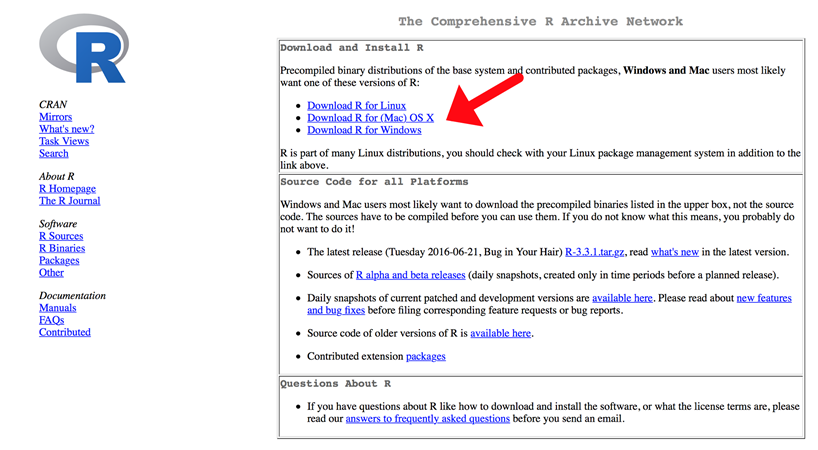 The Comprehensive R Archive Network
R
CRAN
Mirrors
What's new?
Task Views
Search
About R
R Homepage
The R Journal
Software
R Sources
R Binaries
Packages
Other
Documentation
Manuals
FAQs
Contributed
Download and Install R
Precompiled binary distributions of the base system and contributed packages, Windows and Mac users most likely
want one of these versions of R:
• Download R for Linux
• Download R for (Mac) OS X
• Download R for Windows
R is part of many Linux distributions, you should check with your Linux package management system in addition to the
link above.
Source Code for all Platforms
Windows and Mac users most likely want to download the precompiled binaries listed in the upper box, not the source
code. The sources have to be compiled before you can use them. If you do not know what this means, you probably do
not want to do it!
• The latest release (Tuesday 2016-06-21, Bug in Your Hair) R-3.3.1.tar.gz, read what's new in the latest version.
• Sources of R alpha and beta releases (daily snapshots, created only in time periods before a planned release).
• Daily snapshots of current patched and development versions are available here. Please read about new features
and bug fixes before filing corresponding feature requests or bug reports.
• Source code of older versions of R is available here.
• Contributed extension packages
Questions About R
• If you have questions about R like how to download and install the software, or what the license terms are, please
read our answers to frequently asked questions before you send an email.